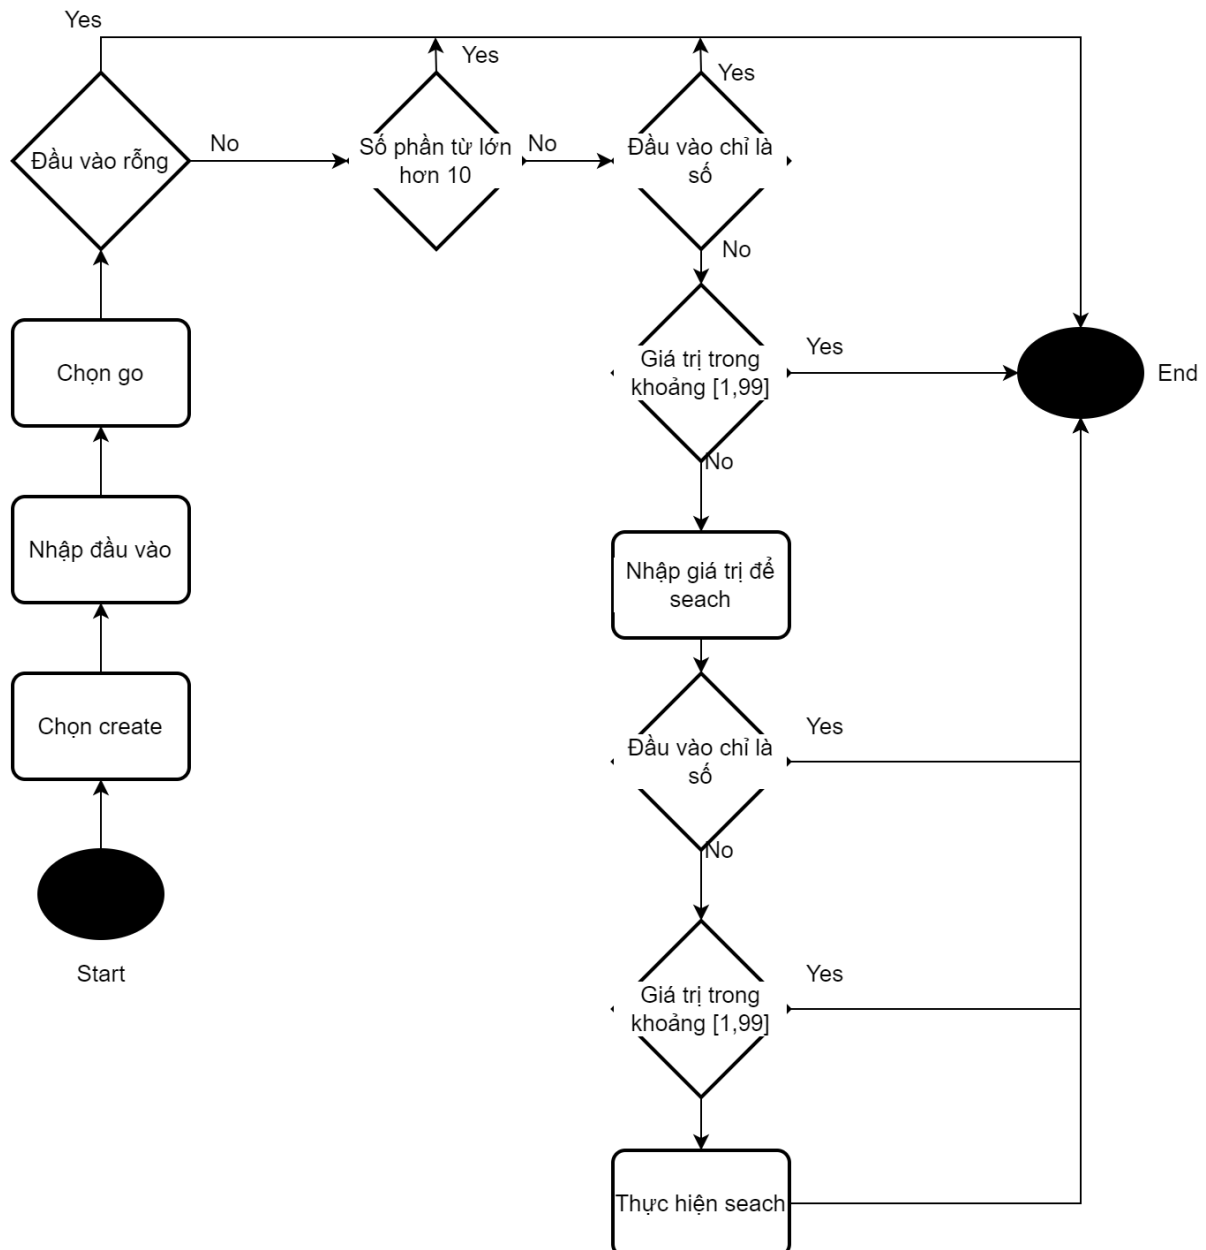 Yes
Yes
Yes
Đầu vào rỗng
No
Số phần từ lớn
hơn 10
No
Đầu vào chỉ là
số
No
Chọn go
Giá trị trong
khoảng [1,99]
Yes
End
No
Nhập đầu vào
Nhập giá trị để
seach
Chọn create
Đầu vào chỉ là
số
Yes
No
Start
Giá trị trong
khoảng [1,99]
Yes
Thực hiện seach